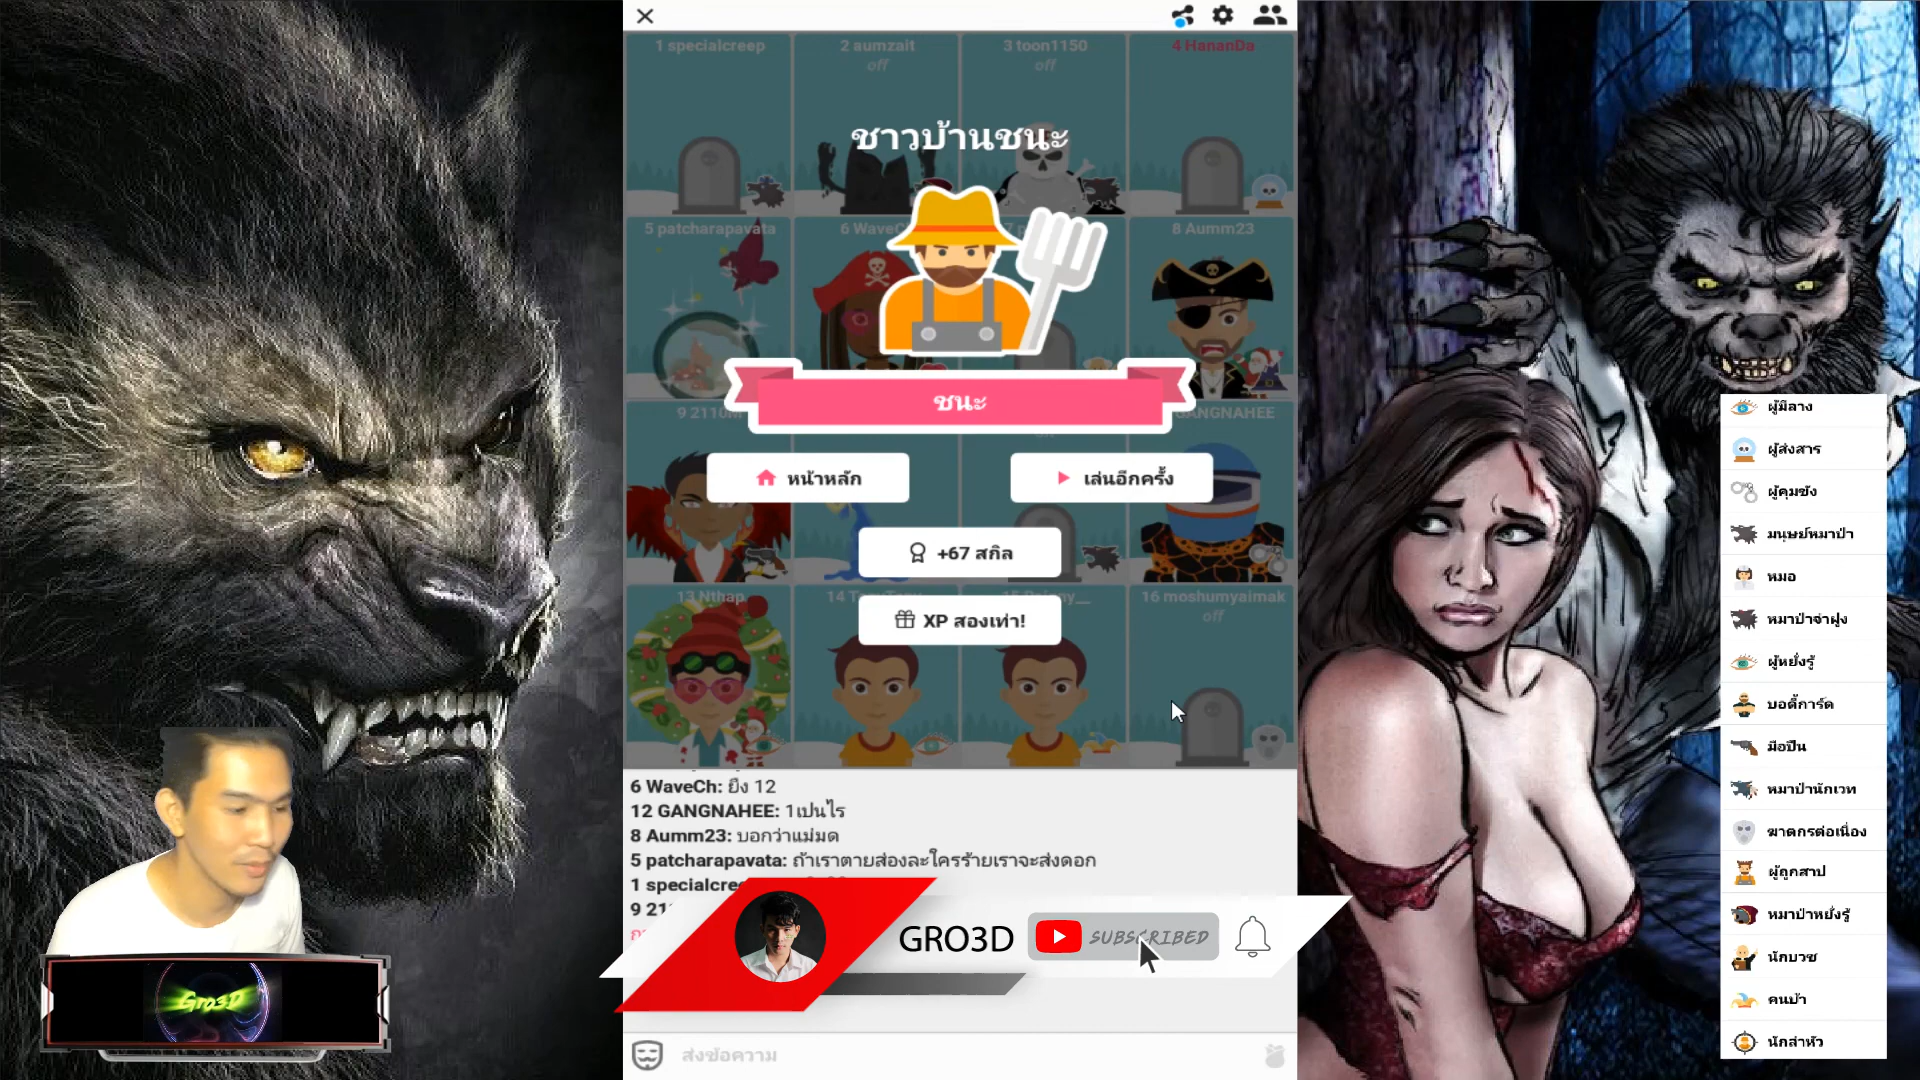 1 specialcreep
2 aumzait
off
3 toon1150
off
4 HananDa
ชาวบ้านชนะ
5 patcharapavata
8 Aumm23
ชนะ
หน้าหลัก
เล่นอีกครั้ง
+67 สกิล
XP สองเท่า!
13 Nthap
16 moshumyaimak
off
6 WaveCh: ยิง 12
12 GANGNAHEE: 1เปนไร
8 Aumm23: บอกว่าแม่มด
5 patcharapavata: ถ้าเราตายส่องละใครร้ายเราจะส่งดอก
GRO3D
SUBSCRIBED
Gro3D
ส่งข้อความ
ผู้มีลาง
ผู้ส่งสาร
ผู้คุมขัง
มนุษย์หมาป่า
หมอ
หมาป่าจ่าฝูง
ผู้หยั่งรู้
บอดี้การ์ด
มือปืน
หมาป่านักเวท
ฆาตกรต่อเนื่อง
ผู้ถูกสาป
หมาป่าหยั่งรู้
นักบวช
คนบ้า
นักล่าหัว